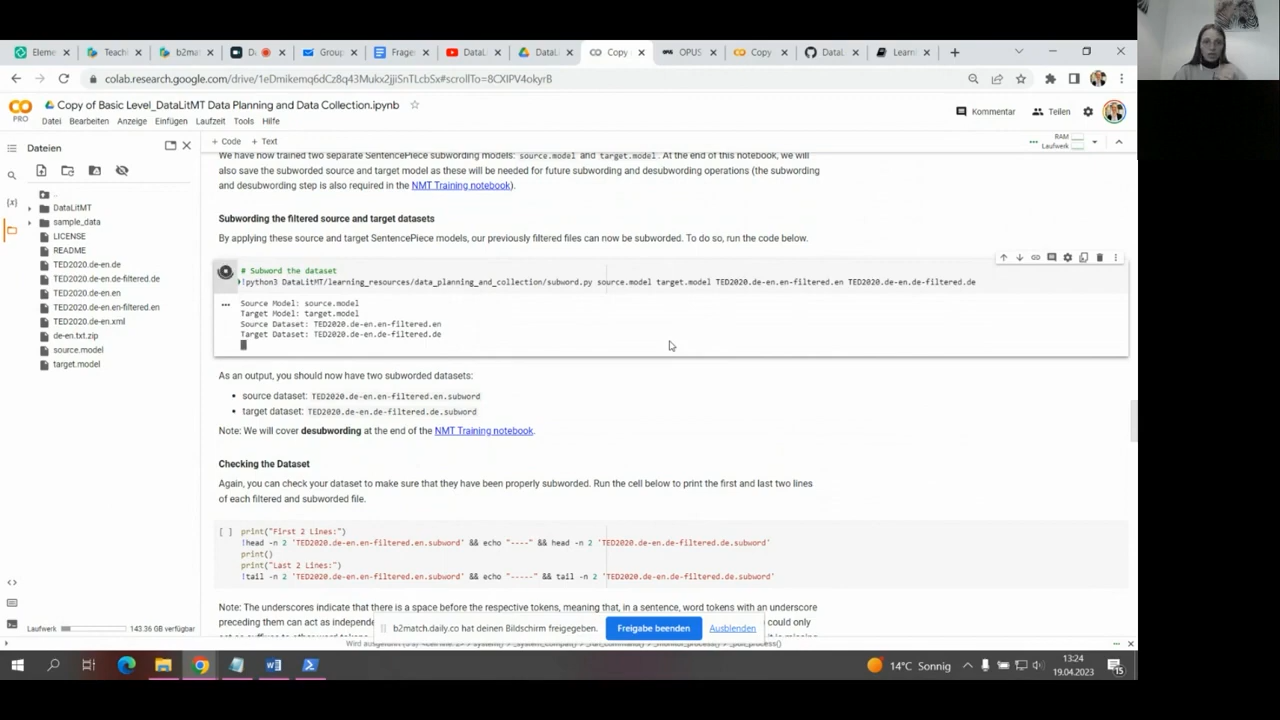 Eleme
Teach
b2mat
D
Group
Frage
DataL
DataL
Copy
OPUS
Copy
DataL
Learn
colab.research.google.com/drive/1eDmikemq6dCz8q43Mukx2jjiSnTLcbSx#scrollTo=8CXIPV4okyrB
Copy of Basic Level_DataLitMT Data Planning and Data Collection.ipynb
PRO
Datei Bearbeiten Anzeige Einfügen Laufzeit Tools Hilfe
Kommentar Teilen
Dateien
+ Code + Text
RAM
Laufwerk
..
DataLitMT
sample_data
LICENSE
README
TED2020.de-en.de
TED2020.de-en.de-filtered.de
TED2020.de-en.en
TED2020.de-en.en-filtered.en
TED2020.de-en.xml
de-en.txt.zip
source.model
target.model
Laufwerk 143.36 GB verfügbar
We have now trained two separate SentencePiece subwording models: source.model and target.model. At the end of this notebook, we will
also save the subworded source and target model as these will be needed for future subwording and desubwording operations (the subwording
and desubwording step is also required in the NMT Training notebook).
Subwording the filtered source and target datasets
By applying these source and target SentencePiece models, our previously filtered files can now be subworded. To do so, run the code below.
# Subword the dataset
!python3 DataLitMT/learning_resources/data_planning_and_collection/subword.py source.model target.model TED2020.de-en.en-filtered.en TED2020.de-en.de-filtered.de
Source Model: source.model
Target Model: target.model
Source Dataset: TED2020.de-en.en-filtered.en
Target Dataset: TED2020.de-en.de-filtered.de
As an output, you should now have two subworded datasets:
• source dataset: TED2020.de-en.en-filtered.en.subword
• target dataset: TED2020.de-en.de-filtered.de.subword
Note: We will cover desubwording at the end of the NMT Training notebook.
Checking the Dataset
Again, you can check your dataset to make sure that they have been properly subworded. Run the cell below to print the first and last two lines
of each filtered and subworded file.
[ ] print("First 2 Lines:")
!head -n 2 'TED2020.de-en.en-filtered.en.subword' && echo "----" && head -n 2 'TED2020.de-en.de-filtered.de.subword'
print()
print("Last 2 Lines:")
!tail -n 2 'TED2020.de-en.en-filtered.en.subword' && echo "-----" && tail -n 2 'TED2020.de-en.de-filtered.de.subword'
Note: The underscores indicate that there is a space before the respective tokens, meaning that, in a sentence, word tokens with an underscore
preceding them can act as indepen
could only
b2match.daily.co hat deinen Bildschirm freigegeben.
Freigabe beenden
Ausblenden
14°C Sonnig
13:24
19.04.2023
15